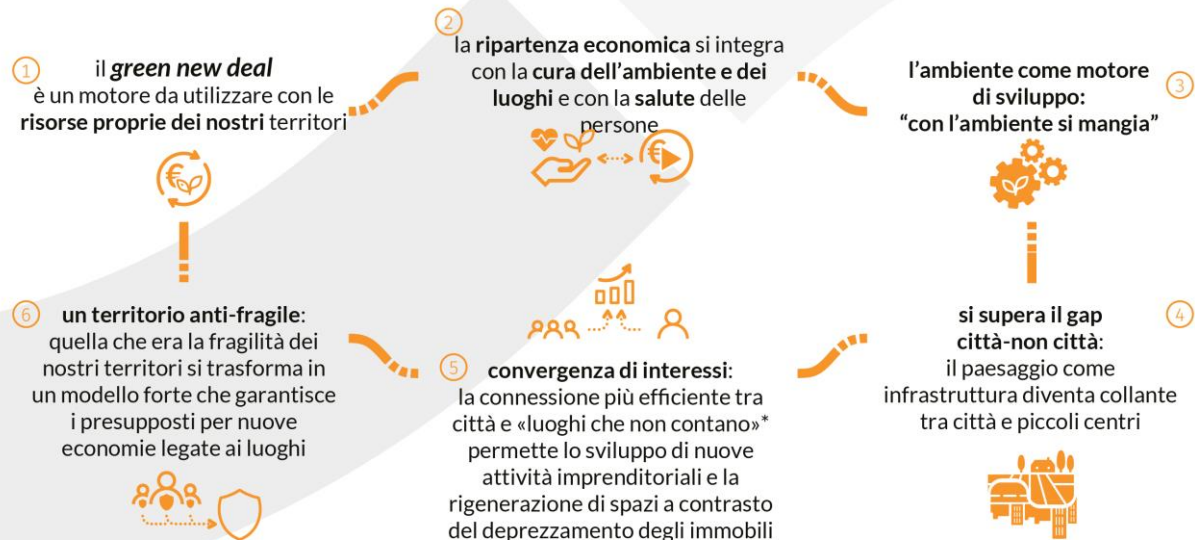 1
il green new deal
è un motore da utilizzare con le
risorse proprie dei nostri territori
2
la ripartenza economica si integra
con la cura dell’ambiente e dei
luoghi e con la salute delle
persone
3
l’ambiente come motore
di sviluppo:
“con l’ambiente si mangia”
4
si supera il gap
città-non città:
il paesaggio come
infrastruttura diventa collante
tra città e piccoli centri
5
convergenza di interessi:
la connessione più efficiente tra
città e «luoghi che non contano»*
permette lo sviluppo di nuove
attività imprenditoriali e la
rigenerazione di spazi a contrasto
del deprezzamento degli immobili
6
un territorio anti-fragile:
quella che era la fragilità dei
nostri territori si trasforma in
un modello forte che garantisce
i presupposti per nuove
economie legate ai luoghi